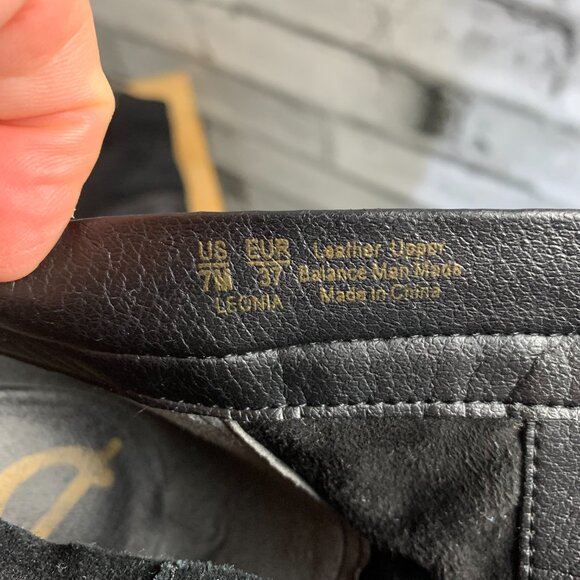 US EUR Leather Upper
7M 37 Balance Man Made
LEONIA Made in China